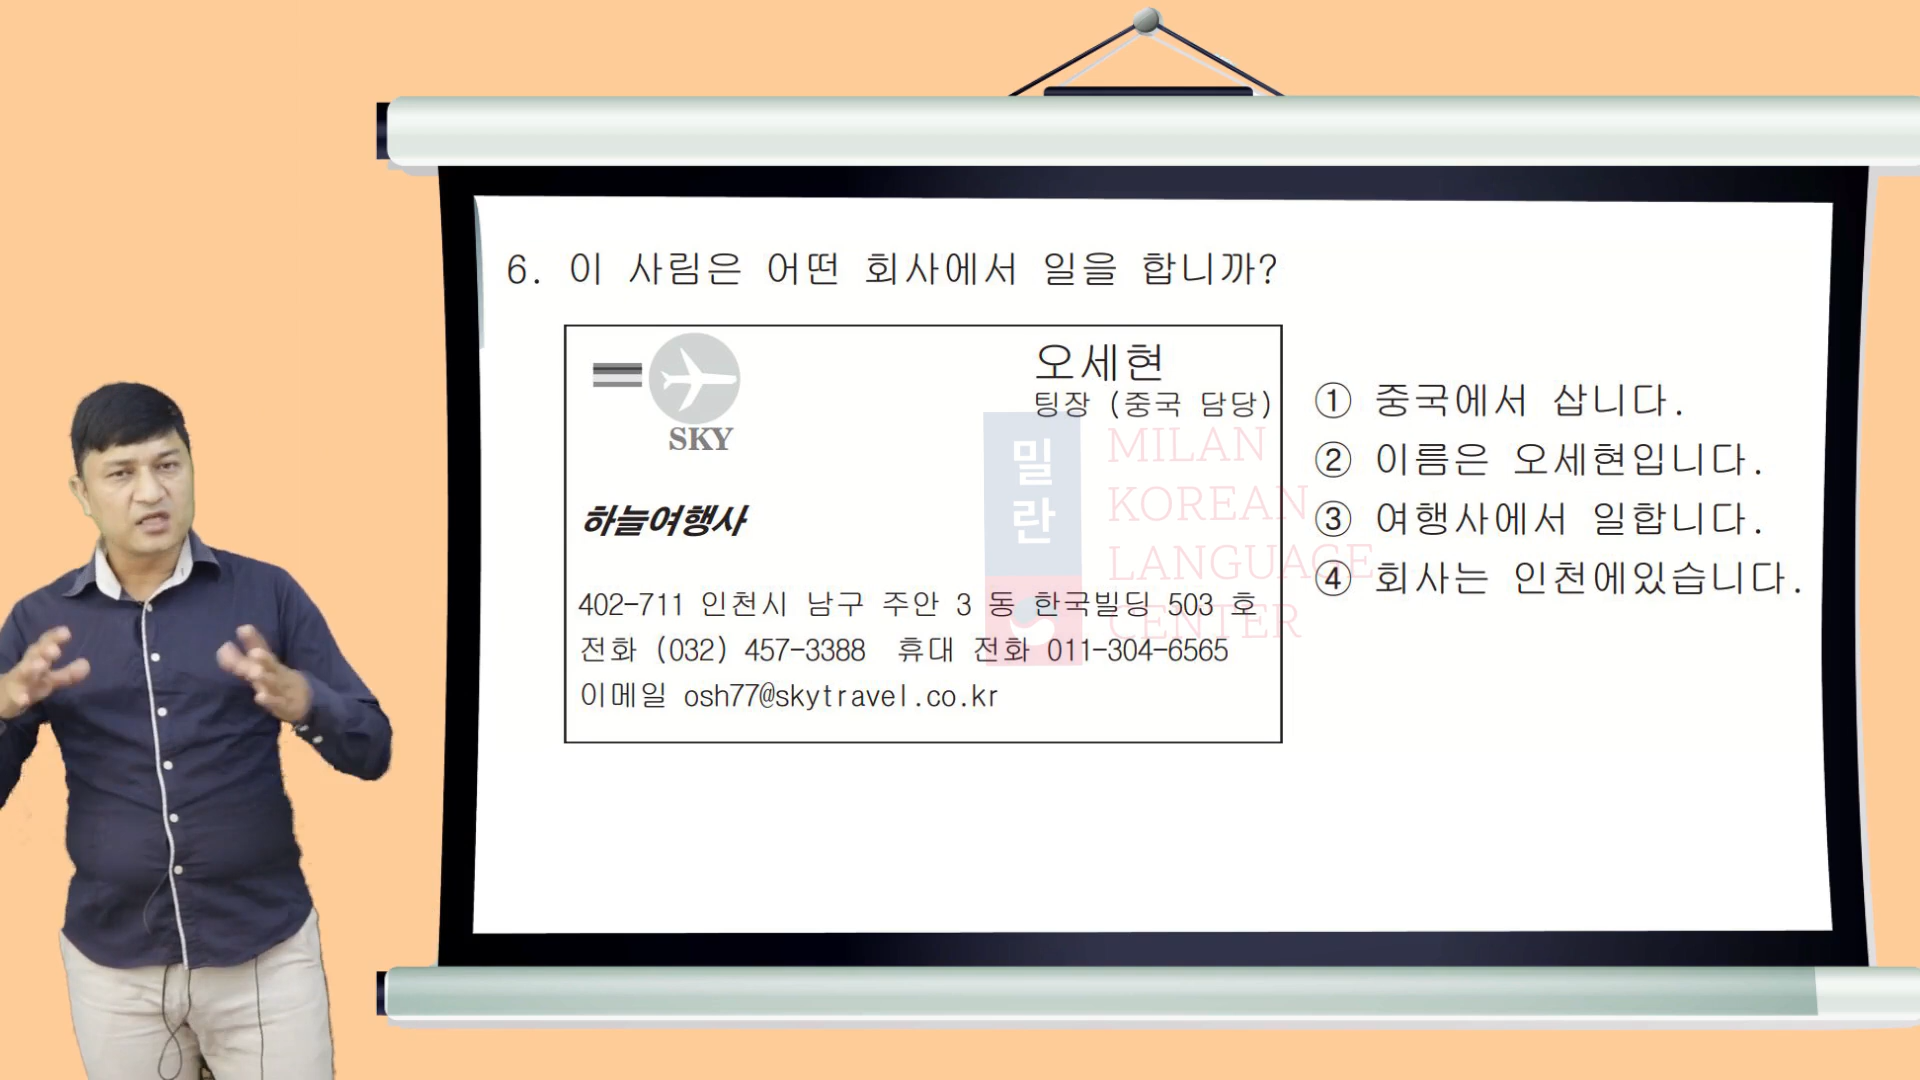 6. 이 사림은 어떤 회사에서 일을 합니까?
SKY
오세현
팅장 (중국 담당)
하늘여행사
402-711 인천시 남구 주안 3 동 한국빌딩 503 호
전화 (032) 457-3388 휴대 전화 011-304-6565
이메일 osh77@skytravel.co.kr
① 중국에서 삽니다.
② 이름은 오세현입니다.
③ 여행사에서 일합니다.
④ 회사는 인천에있습니다.
밀란
MILAN
KOREAN
LANGUAGE
CENTER